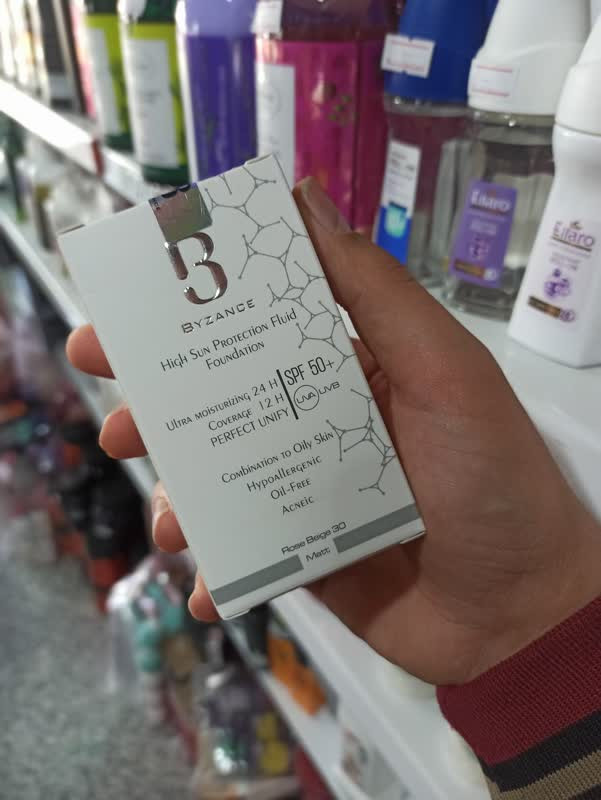 B
BYZANCE
High Sun Protection Fluid
Foundation
Ultra moisturizing 24 H
Coverage 12 H
PERFECT UNIFY
SPF 50+
UVA UVB
Combination to Oily Skin
Hypoallergenic
Oil-Free
Acneic
Rose Beige 30
Matt
Ellaro
Ellaro